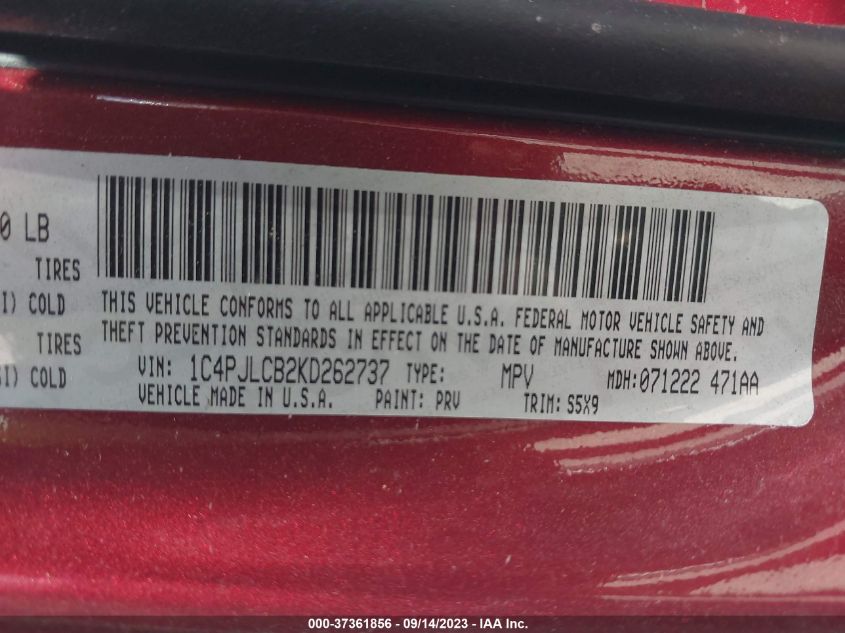 0 LB
TIRES
I) COLD
TIRES
SI) COLD
THIS VEHICLE CONFORMS TO ALL APPLICABLE U.S.A. FEDERAL MOTOR VEHICLE SAFETY AND
THEFT PREVENTION STANDARDS IN EFFECT ON THE DATE OF MANUFACTURE SHOWN ABOVE.
VIN: 1C4PJLCB2KD262737 TYPE: MPV MDH: 071222 471AA
VEHICLE MADE IN U.S.A. PAINT: PRV TRIM: S5X9
000-37361856 - 09/14/2023 - IAA Inc.